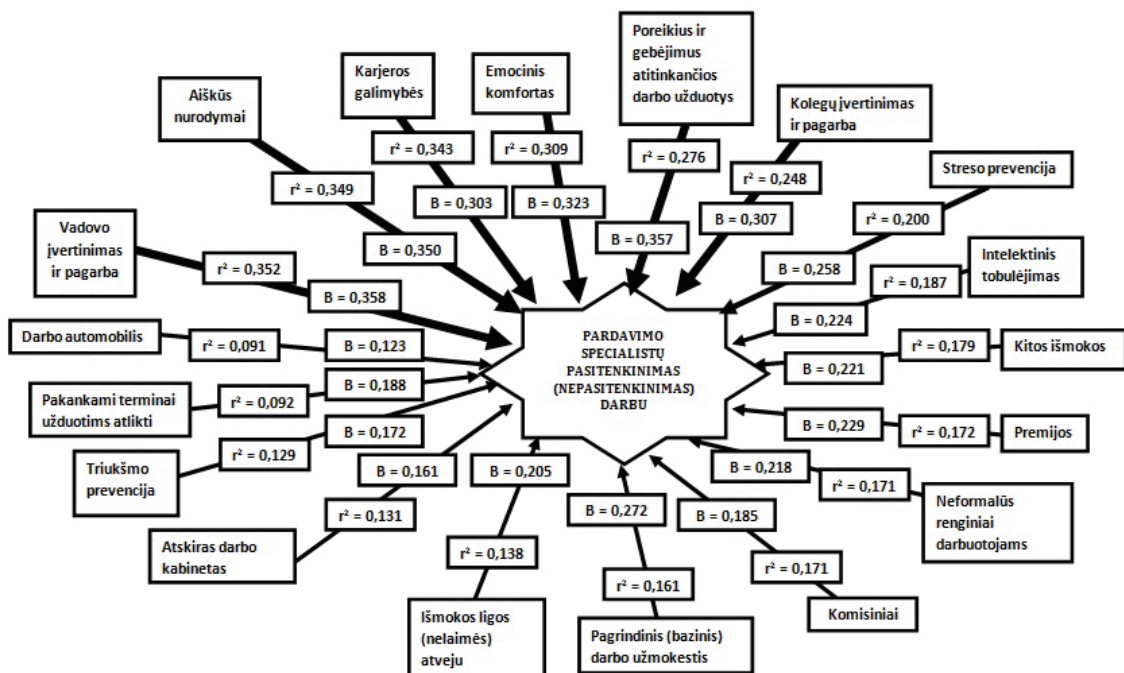 Poreikius ir
gebėjimus
atitinkančios
darbo užduotys
Karjeros
galimybės
Emocinis
komfortas
Aiškūs
nurodymai
Kolegų įvertinimas
ir pagarba
Streso prevencija
Vadovo
įvertinimas
ir pagarba
Intelektinis
tobulėjimas
Darbo automobilis
Kitos išmokos
Pakankami terminai
užduotims atlikti
Premijos
Triukšmo
prevencija
Neformalūs
renginiai
darbuotojams
Atskiras darbo
kabinetas
Komisiniai
Išmokos ligos
(nelaimės)
atveju
Pagrindinis (bazinis)
darbo užmokestis
r² = 0,343
r² = 0,309
r² = 0,276
r² = 0,248
r² = 0,349
B = 0,303
B = 0,323
B = 0,307
r² = 0,200
B = 0,350
B = 0,357
B = 0,258
r² = 0,352
r² = 0,187
B = 0,358
B = 0,224
r² = 0,091
B = 0,123
r² = 0,179
B = 0,221
r² = 0,092
B = 0,188
B = 0,229
r² = 0,172
r² = 0,129
B = 0,172
r² = 0,131
B = 0,161
B = 0,205
B = 0,218
r² = 0,171
B = 0,272
B = 0,185
r² = 0,138
r² = 0,171
r² = 0,161
PARDAVIMO
SPECIALISTŲ
PASITENKINIMAS
(NEPASITENKINIMAS)
DARBU